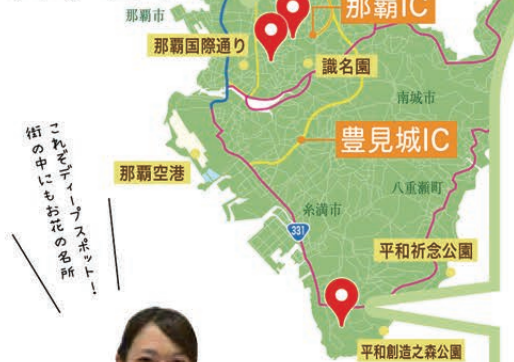 那覇市
那覇IC
那覇国際通り
識名園
南城市
豊見城IC
那覇空港
八重瀬町
糸満市
331
平和祈念公園
平和創造之森公園
これぞディープスポット!
街の中にもお花の名所